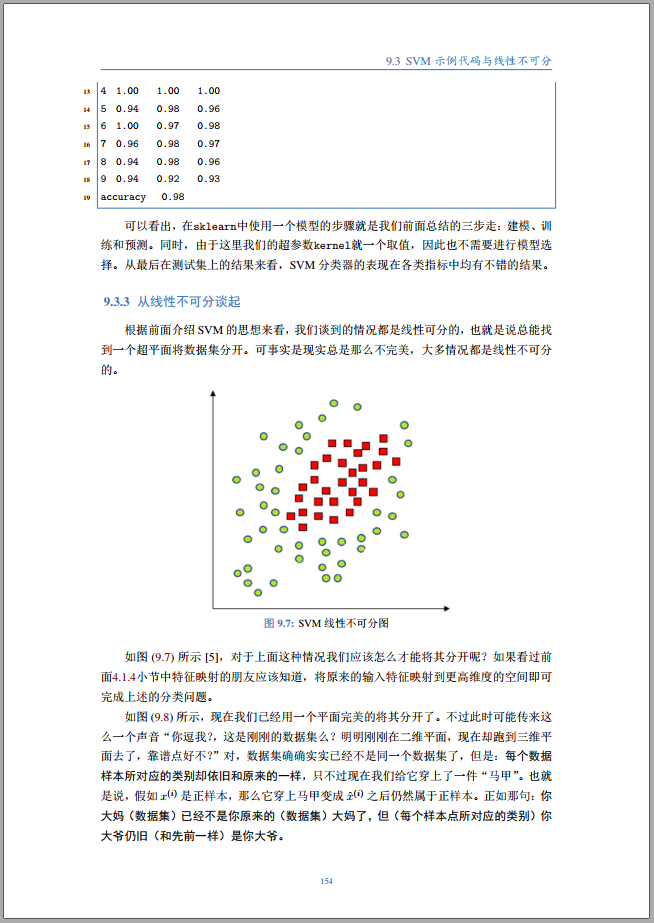 9.3 SVM 示例代码与线性不可分
13 4 1.00 1.00 1.00
14 5 0.94 0.98 0.96
15 6 1.00 0.97 0.98
16 7 0.96 0.98 0.97
17 8 0.94 0.98 0.96
18 9 0.94 0.92 0.93
19 accuracy 0.98
可以看出，在sklearn中使用一个模型的步骤就是我们前面总结的三步走：建模、训
练和预测。同时，由于这里我们的超参数kernel就一个取值，因此也不需要进行模型选
择。从最后在测试集上的结果来看，SVM 分类器的表现在各类指标中均有不错的结果。
9.3.3 从线性不可分谈起
根据前面介绍 SVM 的思想来看，我们谈到的情况都是线性可分的，也就是说总能找
到一个超平面将数据集分开。可事实是现实总是那么不完美，大多情况都是线性不可分
的。
图 9.7: SVM 线性不可分图
如图 (9.7) 所示 [5]，对于上面这种情况我们应该怎么才能将其分开呢？如果看过前
面4.1.4小节中特征映射的朋友应该知道，将原来的输入特征映射到更高维度的空间即可
完成上述的分类问题。
如图 (9.8) 所示，现在我们已经用一个平面完美的将其分开了。不过此时可能传来这
么一个声音“你逗我？，这是刚刚的数据集么？明明刚刚在二维平面，现在却跑到三维平
面去了，靠谱点好不？”对，数据集确确实实已经不是同一个数据集了，但是：每个数据
样本所对应的类别却依旧和原来的一样，只不过现在我们给它穿上了一件“马甲”。也就
是说，假如 x⁽ⁱ⁾ 是正样本，那么它穿上马甲变成 x̂⁽ⁱ⁾ 之后仍然属于正样本。正如那句：你
大妈（数据集）已经不是你原来的（数据集）大妈了，但（每个样本点所对应的类别）你
大爷仍旧（和先前一样）是你大爷。
154